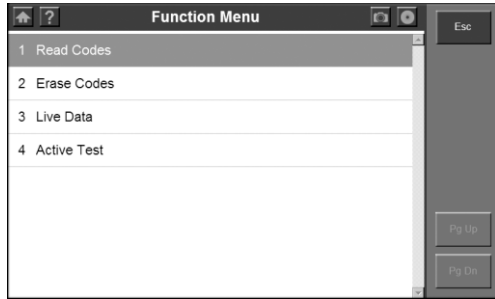 ? Function Menu
Esc
1 Read Codes
2 Erase Codes
3 Live Data
4 Active Test
Pg Up
Pg Dn